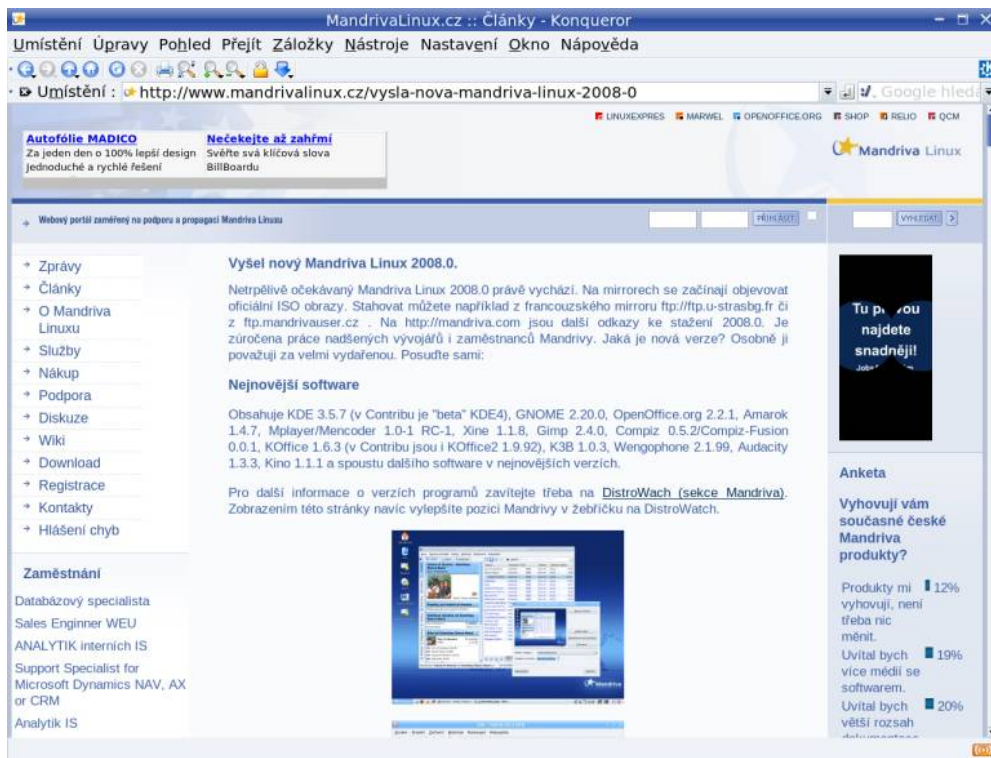 MandrivaLinux.cz :: Články - Konqueror
Umístění Úpravy Pohled Přejít Záložky Nástroje Nastavení Okno Nápověda
Umístění : http://www.mandrivalinux.cz/vysla-nova-mandriva-linux-2008-0
Google hled
LINUXEXPRES MARWEL OPENOFFICE.ORG SHOP RELIO QCM
Autofólie MADICO
Za jeden den o 100% lepší design
Jednoduché a rychlé řešení
Nečekejte až zahřmí
Svěřte svá klíčová slova
BillBoardu
Mandriva Linux
Webový portál zaměřený na podporu a propagaci Mandriva Linuxu
PŘIHLÁSIT
VYHLEDAT
Zprávy
Články
O Mandriva
Linuxu
Služby
Nákup
Podpora
Diskuze
Wiki
Download
Registrace
Kontakty
Hlášení chyb
Zaměstnání
Databázový specialista
Sales Enginner WEU
ANALYTIK interních IS
Support Specialist for
Microsoft Dynamics NAV, AX
or CRM
Analytik IS
Vyšel nový Mandriva Linux 2008.0.
Netrpělivě očekávaný Mandriva Linux 2008.0 právě vychází. Na mirrorech se začínají objevovat
oficiální ISO obrazy. Stahovat můžete například z francouzského mirroru ftp://ftp.u-strasbg.fr či
z ftp.mandrivauser.cz . Na http://mandriva.com jsou další odkazy ke stažení 2008.0. Je
zúročena práce nadšených vývojářů i zaměstnanců Mandrivy. Jaká je nová verze? Osobně ji
považuji za velmi vydařenou. Posuďte sami:
Nejnovější software
Obsahuje KDE 3.5.7 (v Contribu je "beta" KDE4), GNOME 2.20.0, OpenOffice.org 2.2.1, Amarok
1.4.7, Mplayer/Mencoder 1.0-1 RC-1, Xine 1.1.8, Gimp 2.4.0, Compiz 0.5.2/Compiz-Fusion
0.0.1, KOffice 1.6.3 (v Contribu jsou i KOffice2 1.9.92), K3B 1.0.3, Wengophone 2.1.99, Audacity
1.3.3, Kino 1.1.1 a spoustu dalšího software v nejnovějších verzích.
Pro další informace o verzích programů zavítejte třeba na DistroWach (sekce Mandriva).
Zobrazením této stránky navíc vylepšíte pozici Mandrivy v žebříčku na DistroWatch.
Mandriva
Tu
najdete
snadněji!
Anketa
Vyhovují vám
současné české
Mandriva
produkty?
Produkty mi 12%
vyhovují, není
třeba nic
měnit.
Uvítal bych 19%
více médií se
softwarem.
Uvítal bych 20%
větší rozsah